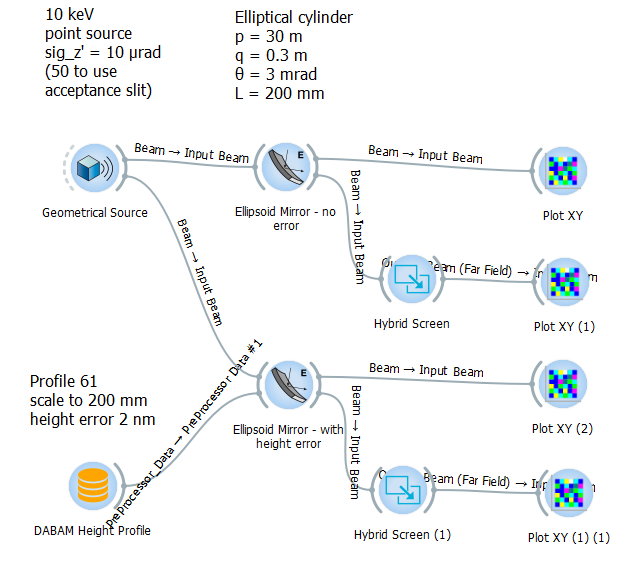 10 keV
point source
sig_z' = 10 µrad
(50 to use
acceptance slit)
Elliptical cylinder
p = 30 m
q = 0.3 m
θ = 3 mrad
L = 200 mm
Beam → Input Beam
Beam → Input Beam
E
Geometrical Source
Ellipsoid Mirror - no
error
Plot XY
Beam → Input Beam
Beam → Input Beam
Beam (Far Field) →
Hybrid Screen
Plot XY (1)
PreProcessor_Data → PreProcessor Data #1
Profile 61
scale to 200 mm
height error 2 nm
Beam → Input Beam
E
Ellipsoid Mirror - with
height error
Plot XY (2)
Beam → Input Beam
Beam (Far Field) →
DABAM Height Profile
Hybrid Screen (1)
Plot XY (1) (1)